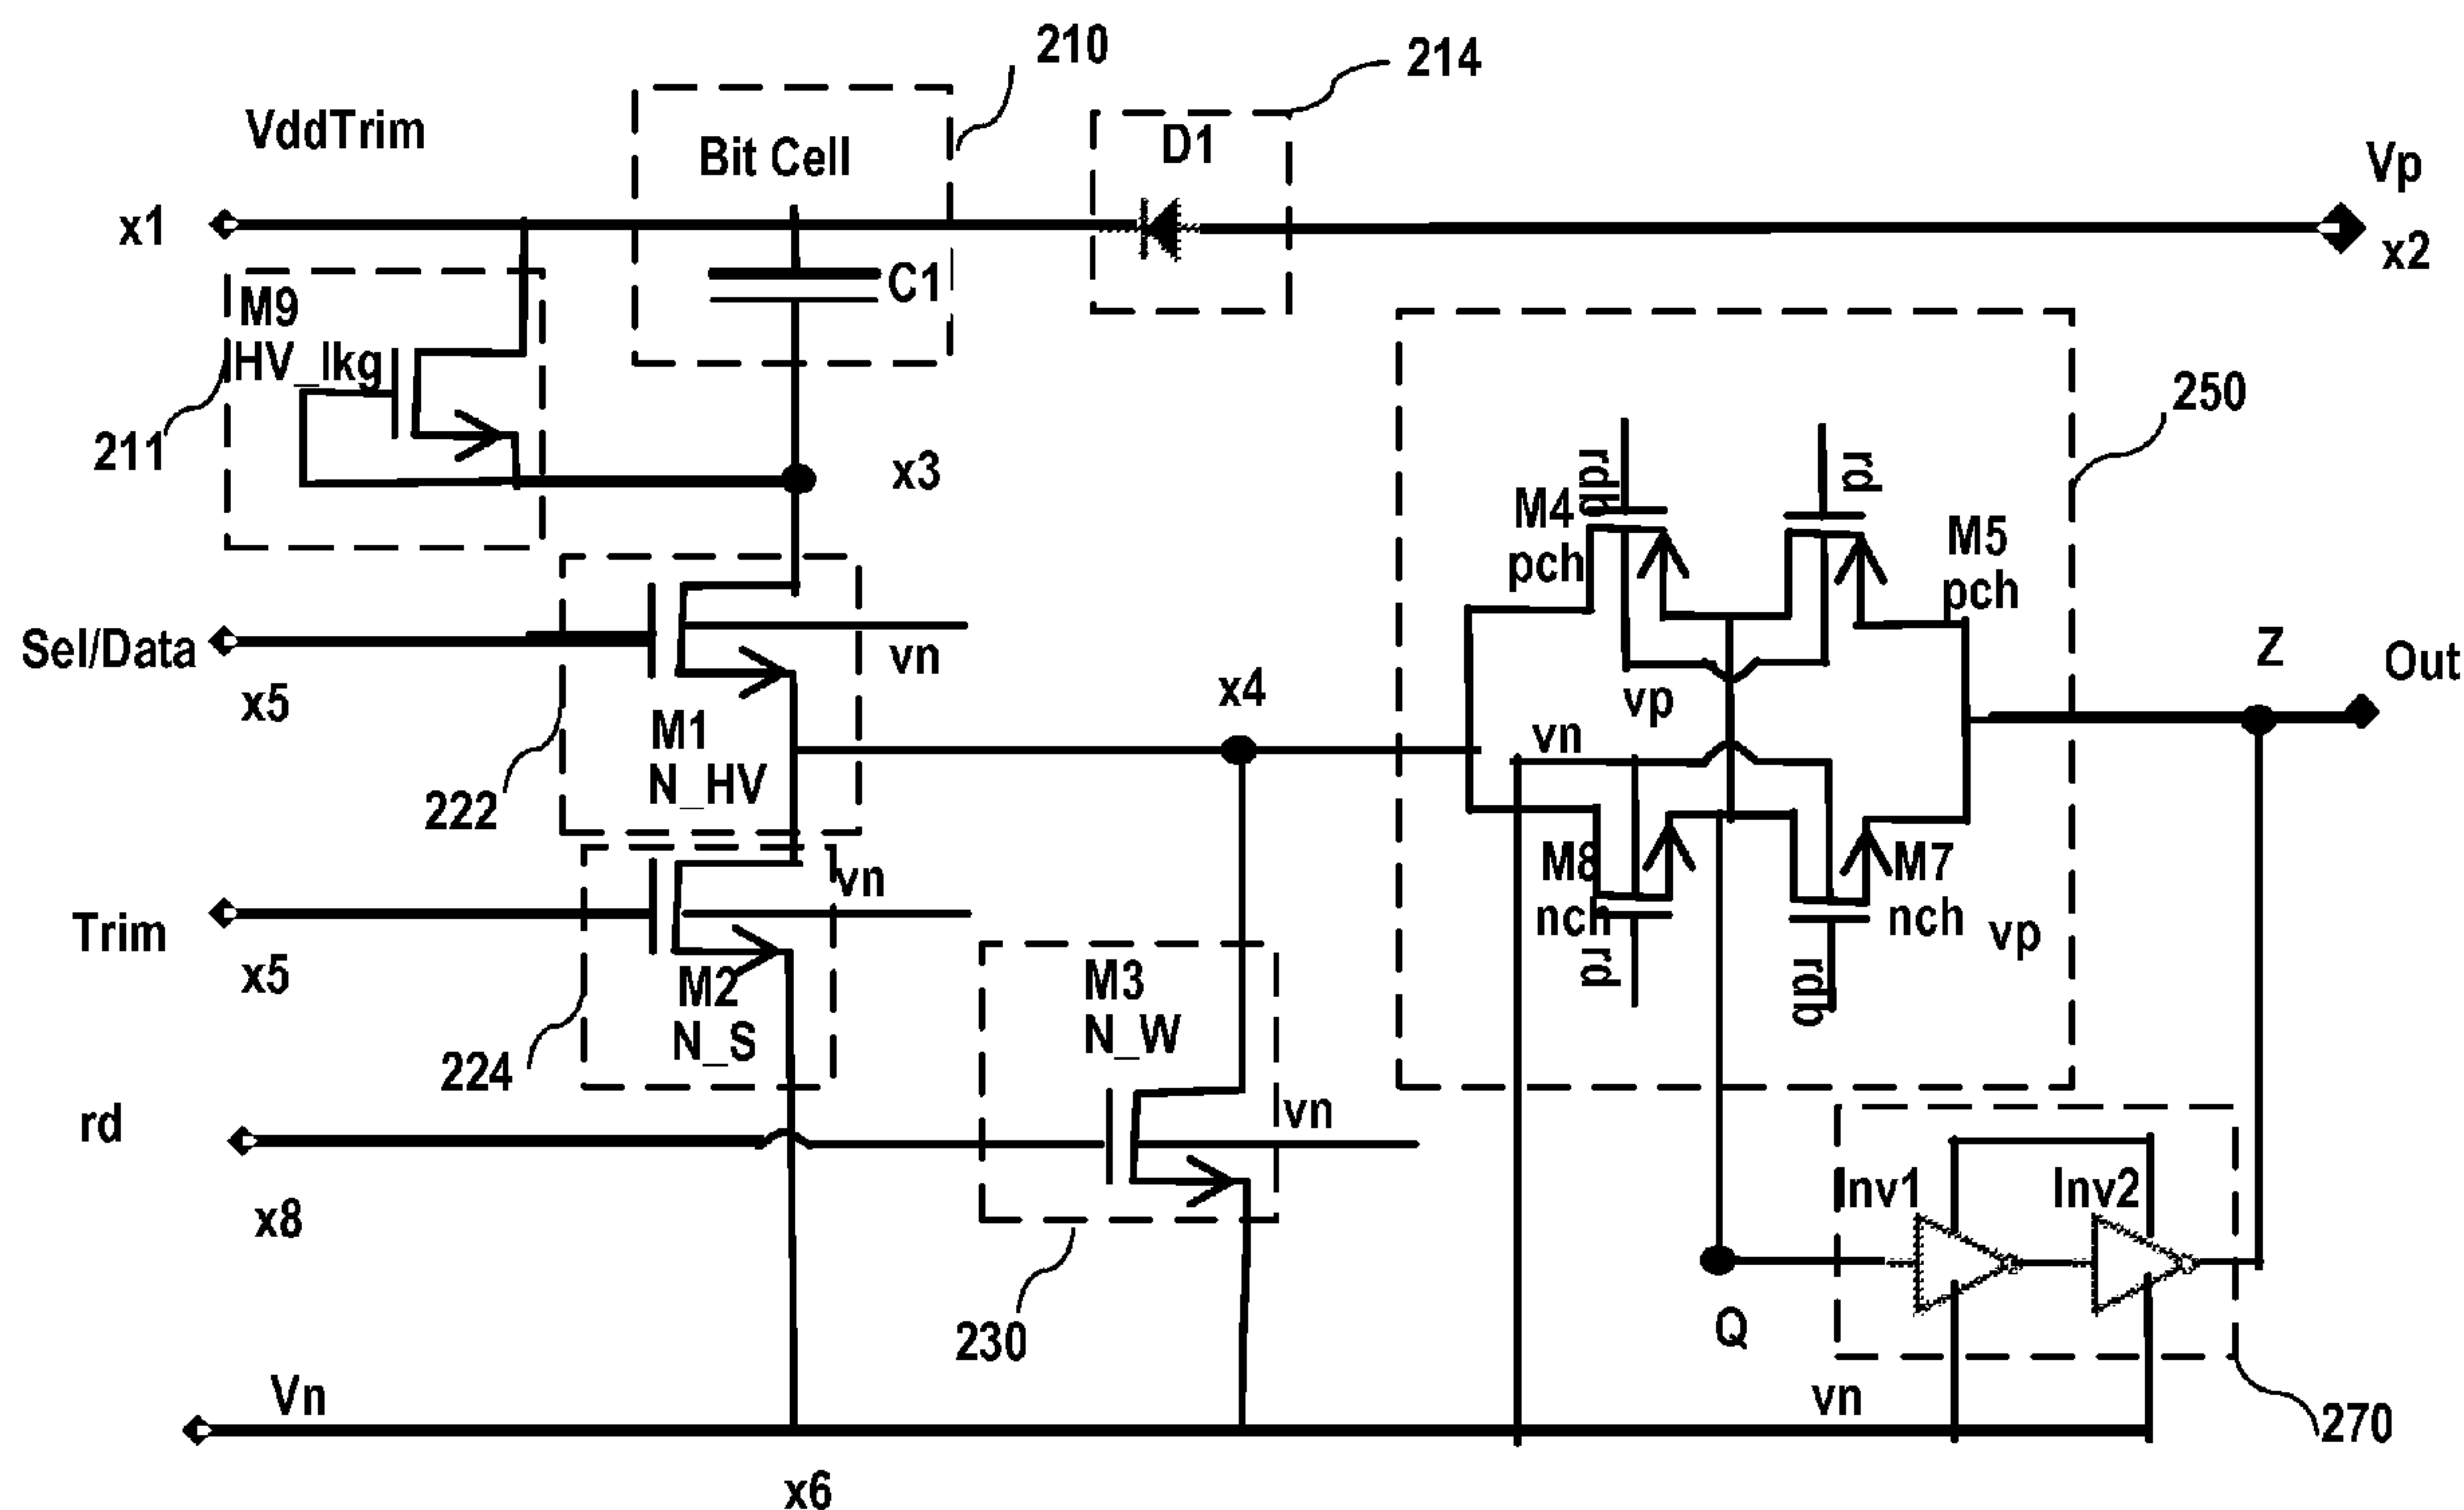 210
214
VddTrim
Bit Cell
D1
Vp
x1
x2
C1
M9
HV_lkg
211
x3
250
rdb
rd
M4
pch
M5
pch
Sel/Data
x5
vn
x4
vp
Z
Out
M1
N_HV
vn
222
M8
nch
M7
nch
vp
Trim
x5
vn
M2
N_S
M3
N_W
rd
rdb
224
rd
vn
x8
Inv1
Inv2
230
Q
Vn
vn
270
x6